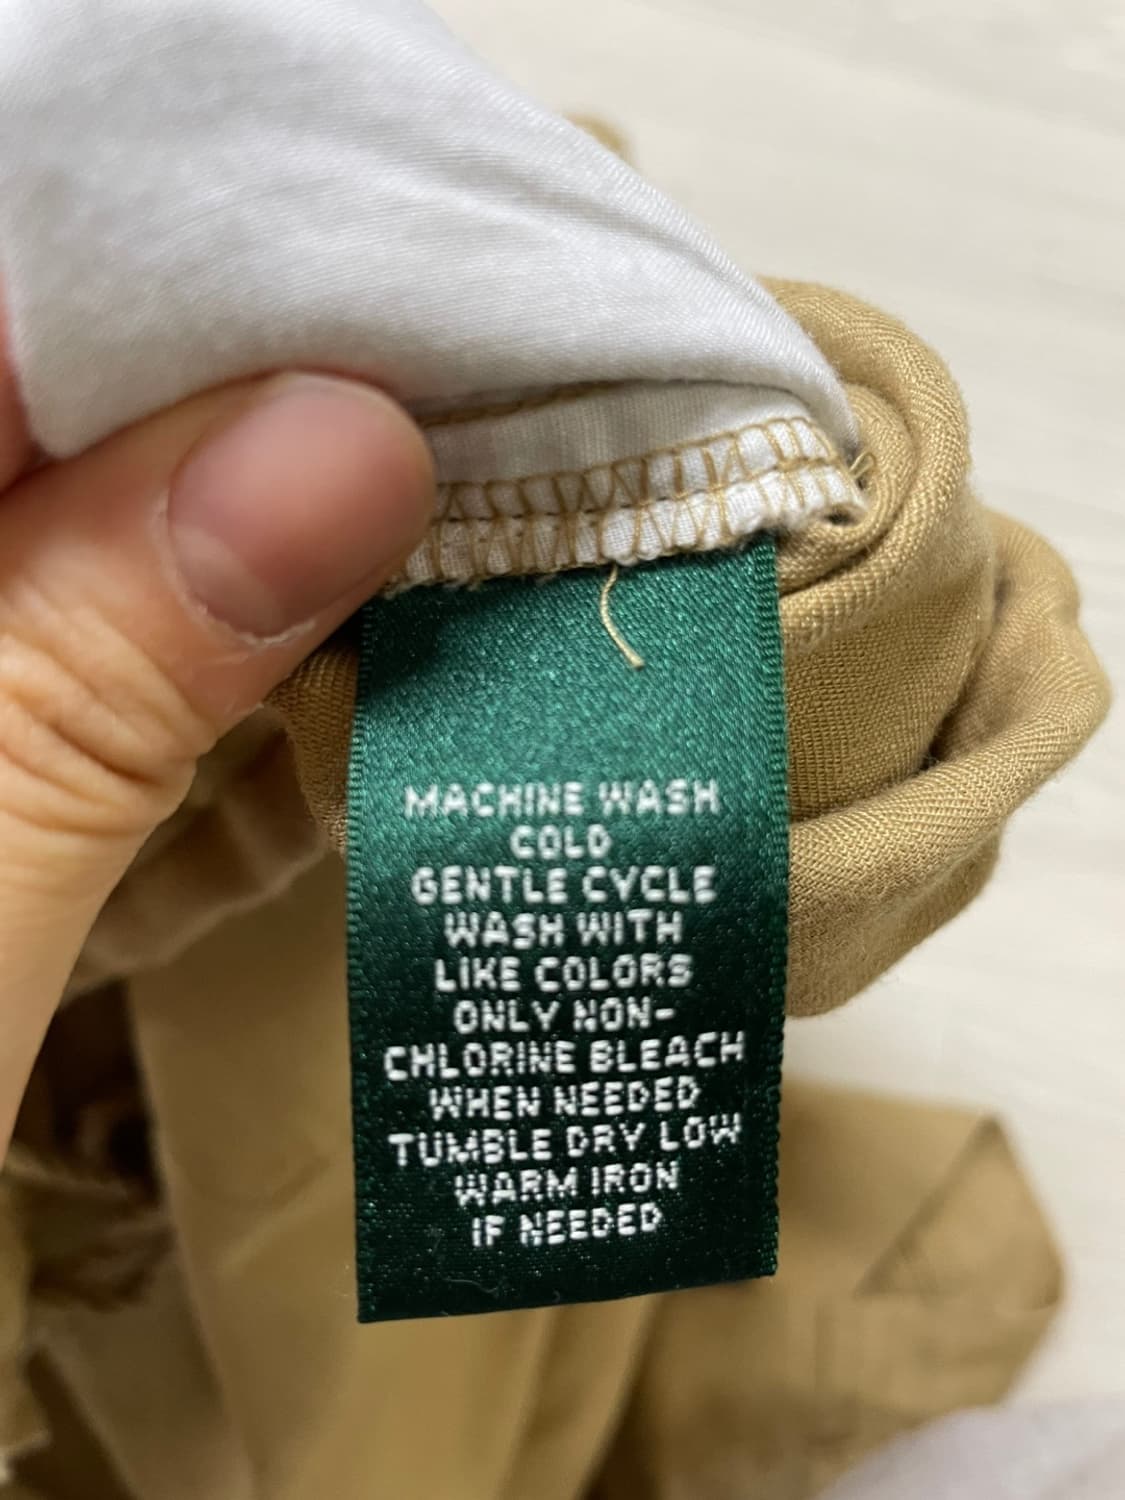 MACHINE WASH
COLD
GENTLE CYCLE
WASH WITH
LIKE COLORS
ONLY NON-
CHLORINE BLEACH
WHEN NEEDED
TUMBLE DRY LOW
WARM IRON
IF NEEDED